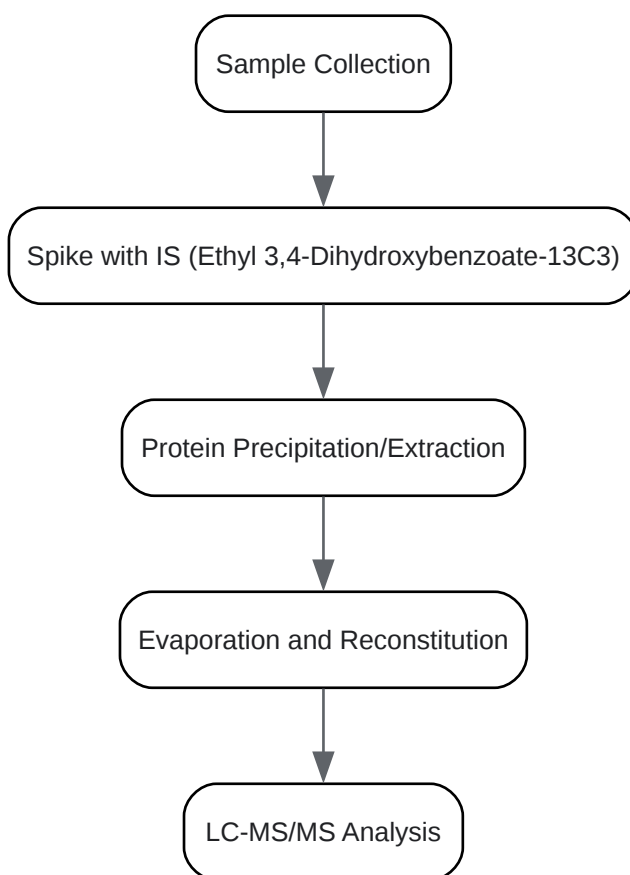 Sample Collection
Spike with IS (Ethyl 3,4-Dihydroxybenzoate-13C3)
Protein Precipitation/Extraction
Evaporation and Reconstitution
LC-MS/MS Analysis